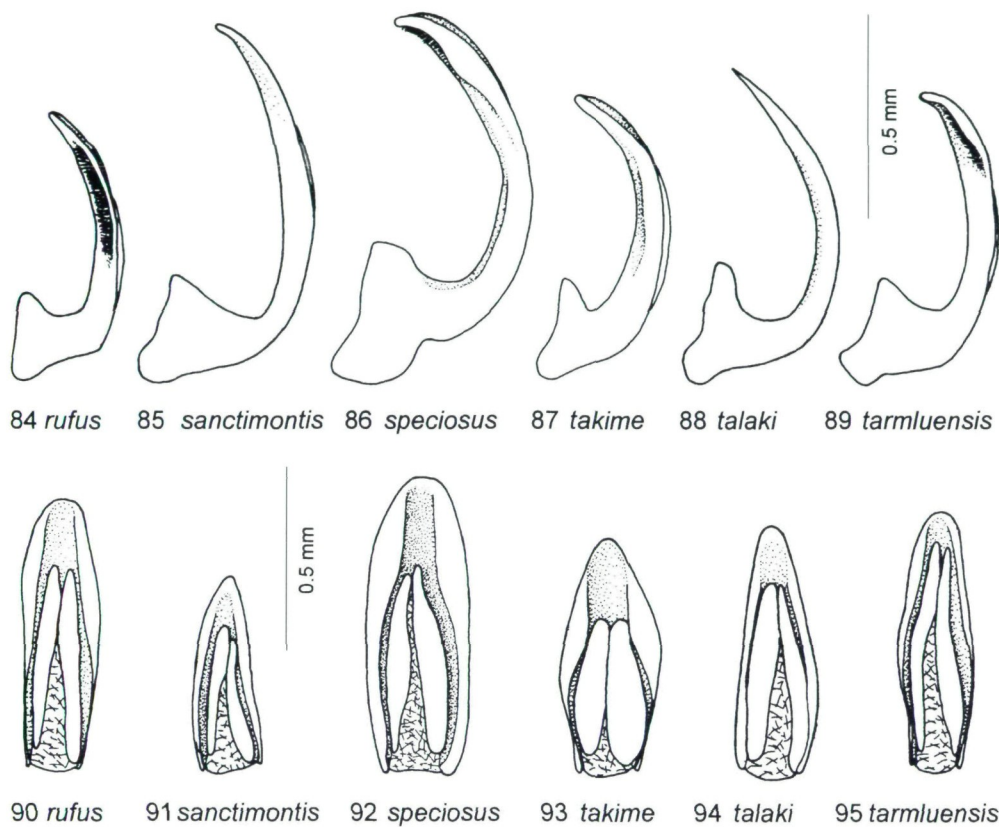 0.5 mm
84 rufus
85 sanctimontis
86 speciosus
87 takime
88 talaki
89 tarmluensis
0.5 mm
90 rufus
91 sanctimontis
92 speciosus
93 takime
94 talaki
95 tarmluensis